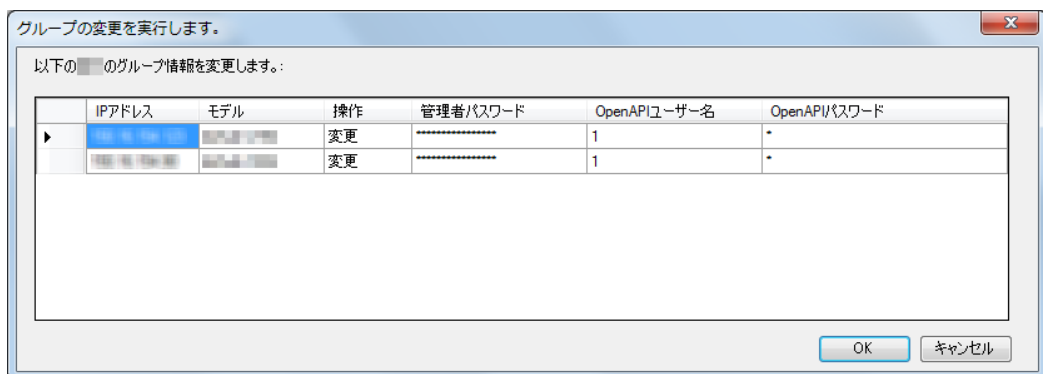 グループの変更を実行します。
以下の のグループ情報を変更します。:
IPアドレス モデル 操作 管理者パスワード OpenAPIユーザー名 OpenAPIパスワード
変更 **************** 1 *
変更 **************** 1 *
OK キャンセル